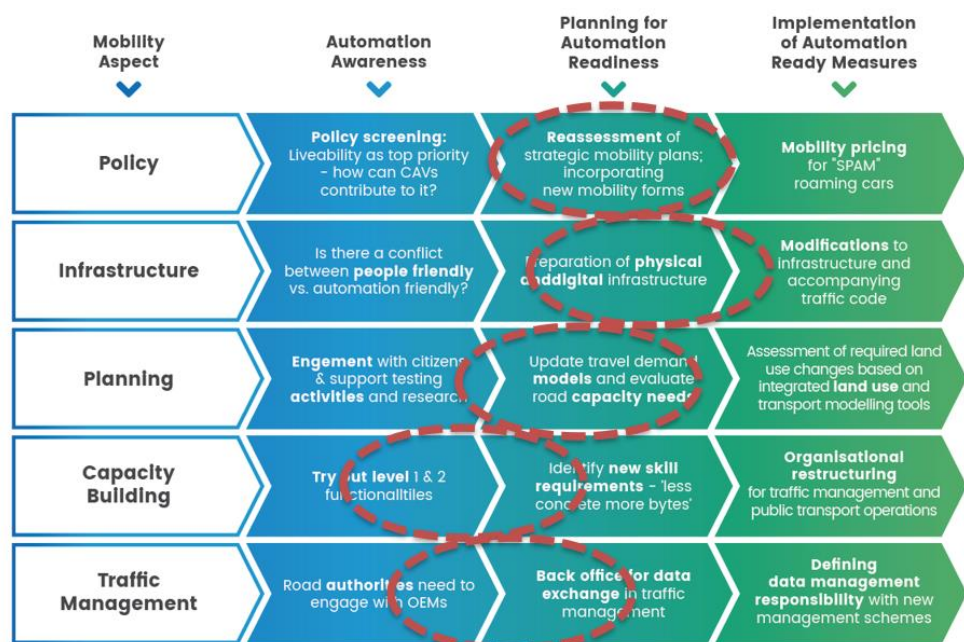 Mobility
Aspect
Automation
Awareness
Planning for
Automation
Readiness
Implementation
of Automation
Ready Measures
Policy
Policy screening:
Liveability as top priority
- how can CAVs
contribute to it?
Reassessment of
strategic mobility plans;
incorporating
new mobility forms
Mobility pricing
for "SPAM"
roaming cars
Infrastructure
Is there a conflict
between people friendly
vs. automation friendly?
Preparation of physical
anddigital infrastructure
Modifications to
infrastructure and
accompanying
traffic code
Planning
Engement with citizens
& support testing
activities and research
Update travel demand
models and evaluate
road capacity needs
Assessment of required land
use changes based on
integrated land use and
transport modelling tools
Capacity
Building
Try out level 1 & 2
functionalltiles
Identify new skill
requirements - 'less
concrete more bytes'
Organisational
restructuring
for traffic management and
public transport operations
Traffic
Management
Road authorities need to
engage with OEMs
Back office for data
exchange in traffic
management
Defining
data management
responsibility with new
management schemes